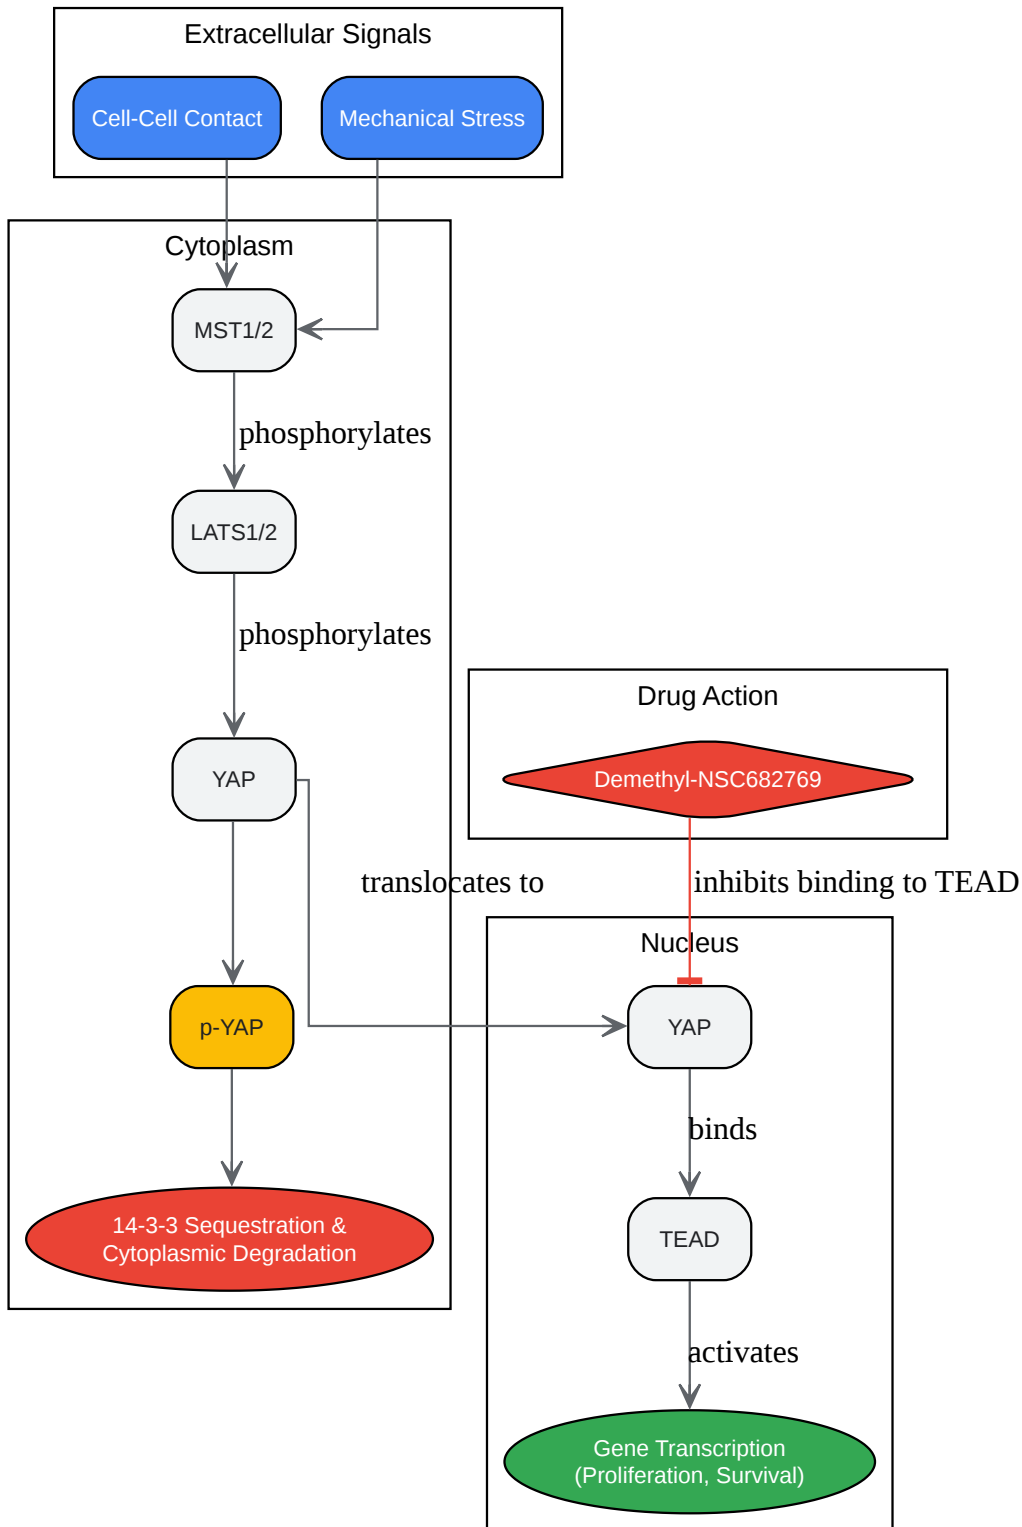 Extracellular Signals
Cell-Cell Contact
Mechanical Stress
Cytoplasm
MST1/2
phosphorylates
LATS1/2
phosphorylates
Drug Action
YAP
Demethyl-NSC682769
translocates to
inhibits binding to TEAD
Nucleus
p-YAP
YAP
binds
14-3-3 Sequestration &
Cytoplasmic Degradation
TEAD
activates
Gene Transcription
(Proliferation, Survival)